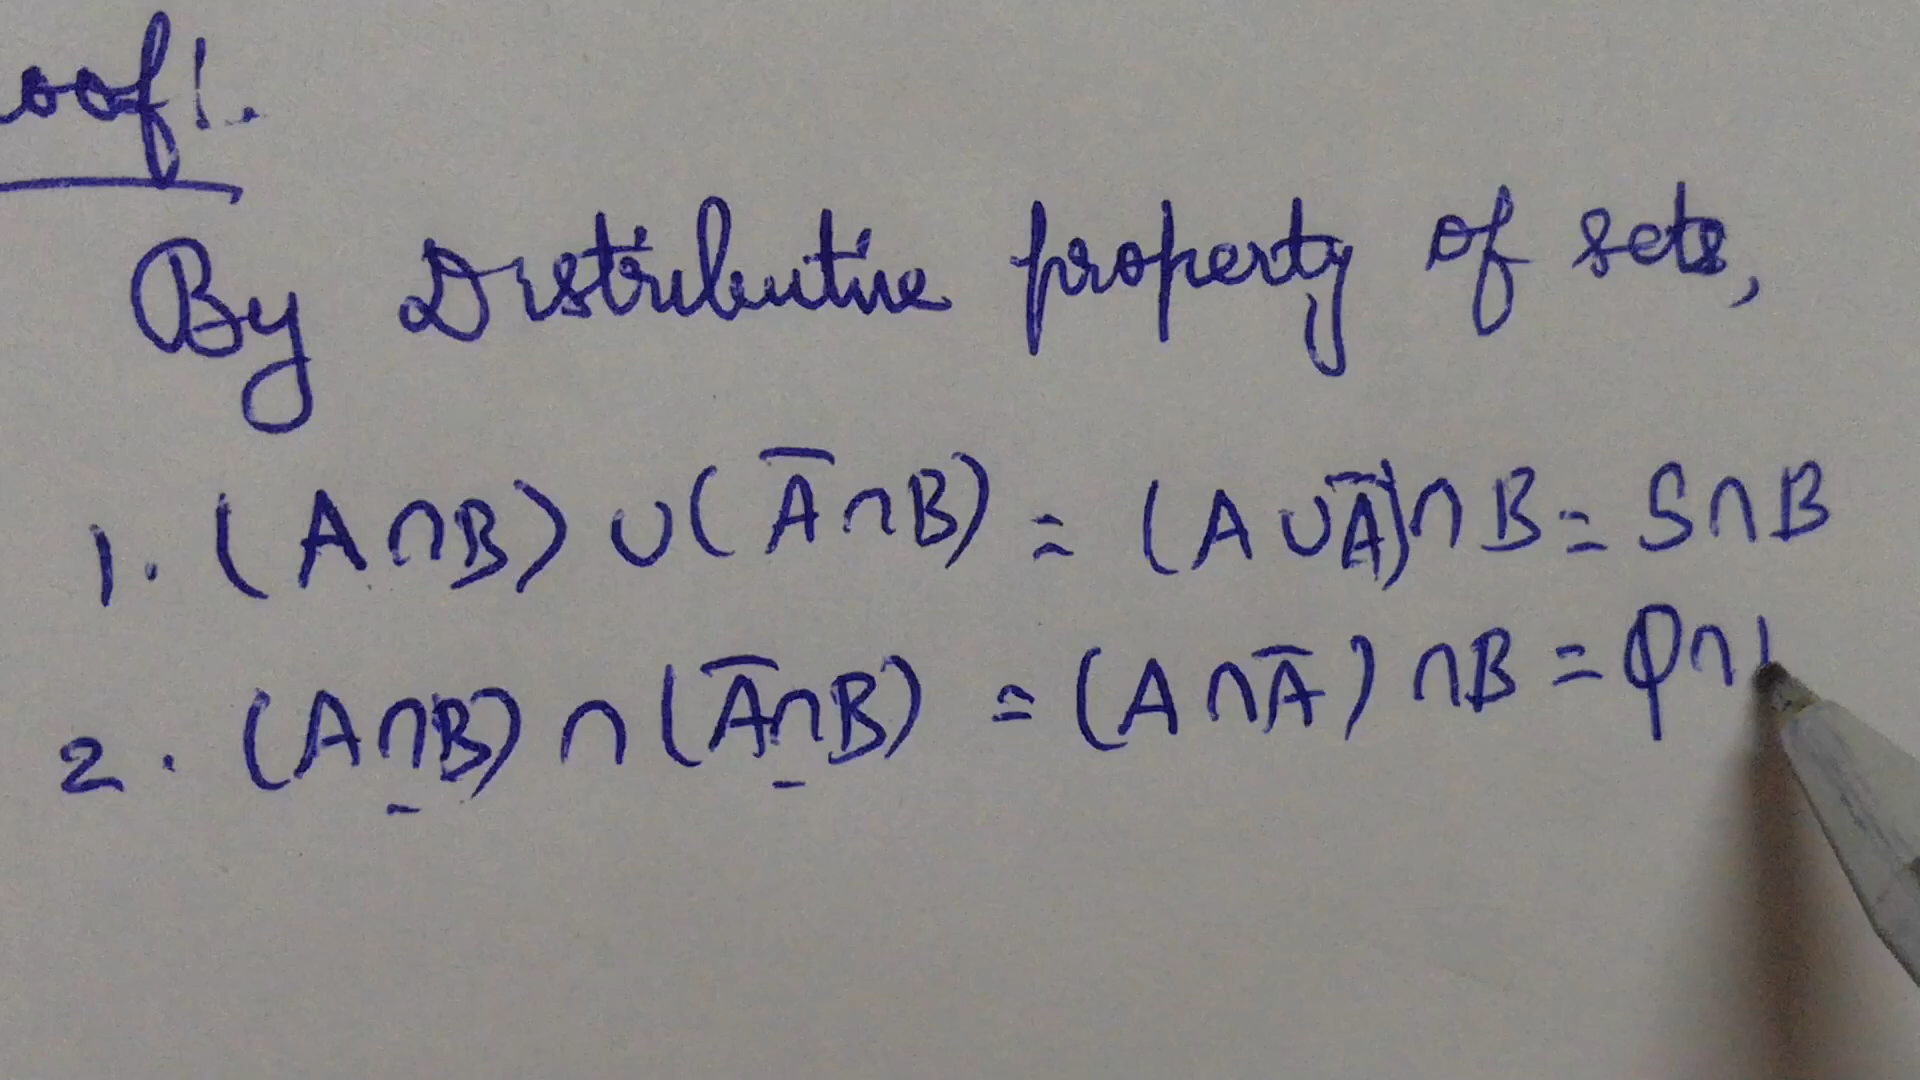 oof:.
By Distributive property of sets,
1. (A∩B) ∪ (A̅∩B) = (A∪A̅)∩B = S∩B
2. (A∩B) ∩ (A̅∩B) = (A∩A̅) ∩B = φ∩